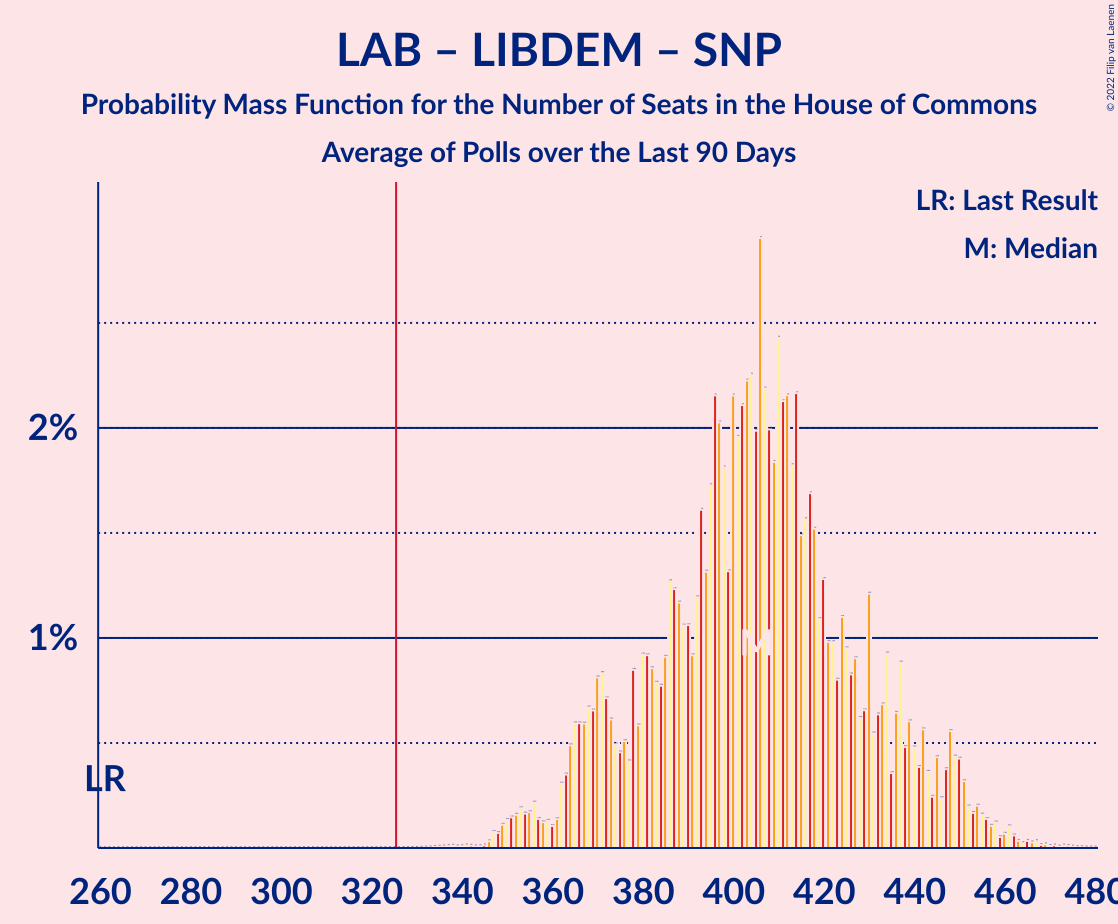 LAB – LIBDEM – SNP
Probability Mass Function for the Number of Seats in the House of Commons
Average of Polls over the Last 90 Days
© 2022 Filip van Laenen
LR: Last Result
M: Median
2%
1%
M
LR
260 280 300 320 340 360 380 400 420 440 460 480